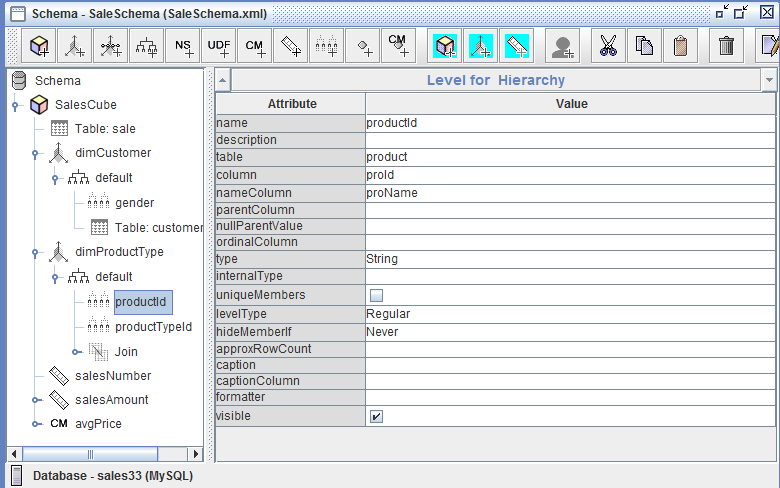 Schema - SaleSchema (SaleSchema.xml)
NS UDF CM CM
Schema
SalesCube
Table: sale
dimCustomer
default
gender
Table: customer
dimProductType
default
productId
productTypeId
Join
salesNumber
salesAmount
CM avgPrice
Level for Hierarchy
Attribute Value
name productId
description
table product
column proId
nameColumn proName
parentColumn
nullParentValue
ordinalColumn
type String
internalType
uniqueMembers
levelType Regular
hideMemberIf Never
approxRowCount
caption
captionColumn
formatter
visible
Database - sales33 (MySQL)